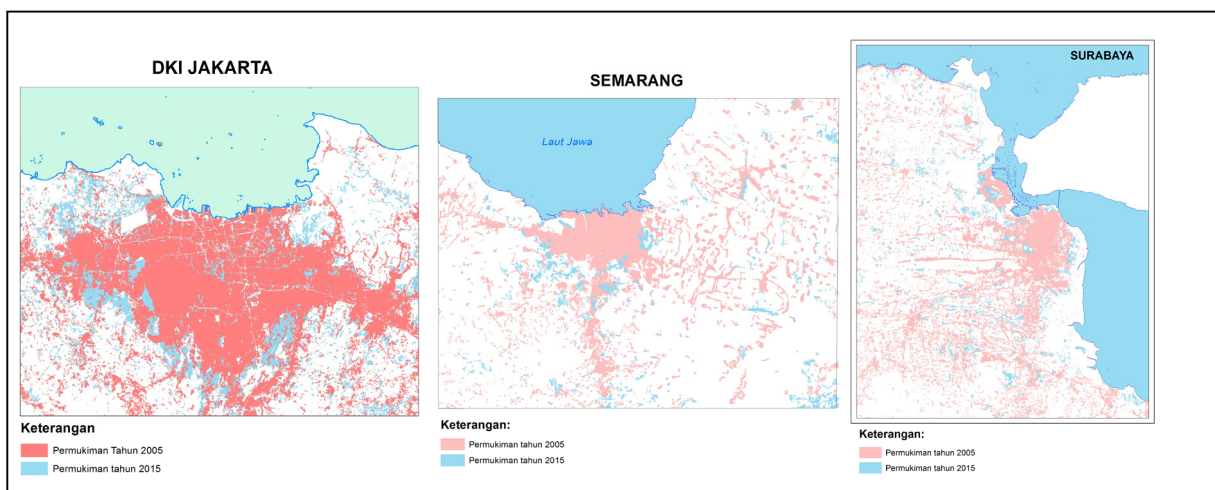 DKI JAKARTA
Keterangan
Permukiman Tahun 2005
Permukiman tahun 2015
SEMARANG
Laut Jawa
Keterangan:
Permukiman tahun 2005
Permukiman tahun 2015
SURABAYA
Keterangan:
Permukiman tahun 2005
Permukiman tahun 2015